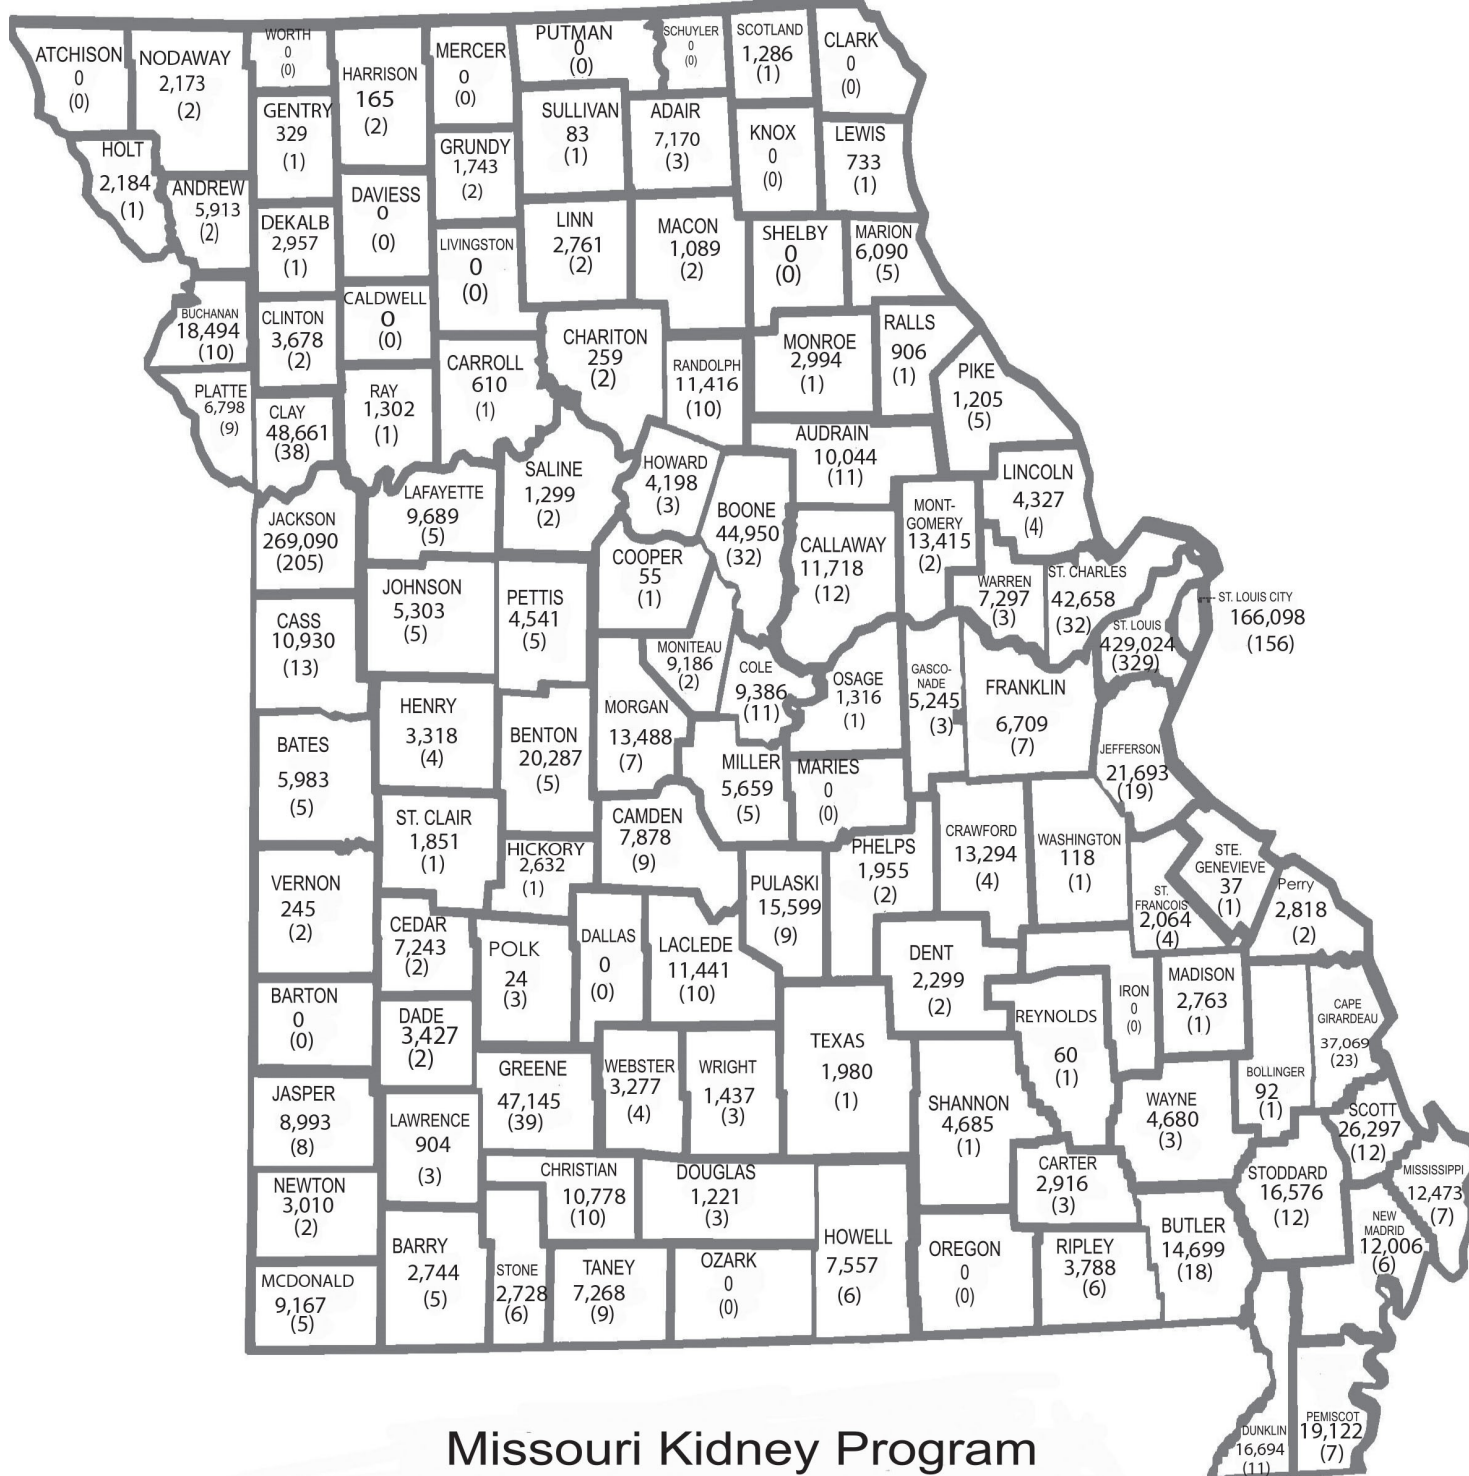 ATCHISON
0
(0)
NODAWAY
2,173
(2)
WORTH
0
(0)
HARRISON
165
(2)
MERCER
0
(0)
PUTMAN
0
(0)
SCHUYLER
0
(0)
SCOTLAND
1,286
(1)
CLARK
0
(0)
HOLT
2,184
(1)
ANDREW
5,913
(2)
GENTRY
329
(1)
DEKALB
2,957
(1)
DAVIESS
0
(0)
GRUNDY
1,743
(2)
SULLIVAN
83
(1)
ADAIR
7,170
(3)
KNOX
0
(0)
LEWIS
733
(1)
LIVINGSTON
0
(0)
LINN
2,761
(2)
MACON
1,089
(2)
SHELBY
0
(0)
MARION
6,090
(5)
BUCHANAN
18,494
(10)
CLINTON
3,678
(2)
CALDWELL
0
(0)
PLATTE
6,798
(9)
CLAY
48,661
(38)
RAY
1,302
(1)
CARROLL
610
(1)
CHARITON
259
(2)
RANDOLPH
11,416
(10)
MONROE
2,994
(1)
RALLS
906
(1)
PIKE
1,205
(5)
AUDRAIN
10,044
(11)
LINCOLN
4,327
(4)
JACKSON
269,090
(205)
LAFAYETTE
9,689
(5)
SALINE
1,299
(2)
HOWARD
4,198
(3)
BOONE
44,950
(32)
CALLAWAY
11,718
(12)
MONT-
GOMERY
13,415
(2)
WARREN
7,297
(3)
ST. CHARLES
42,658
(32)
ST. LOUIS
429,024
(329)
ST. LOUIS CITY
166,098
(156)
CASS
10,930
(13)
JOHNSON
5,303
(5)
PETTIS
4,541
(5)
COOPER
55
(1)
MONITEAU
9,186
(2)
COLE
9,386
(11)
OSAGE
1,316
(1)
GASCO-
NADE
5,245
(3)
FRANKLIN
6,709
(7)
JEFFERSON
21,693
(19)
BATES
5,983
(5)
HENRY
3,318
(4)
BENTON
20,287
(5)
MORGAN
13,488
(7)
MILLER
5,659
(5)
MARIES
0
(0)
ST. CLAIR
1,851
(1)
HICKORY
2,632
(1)
CAMDEN
7,878
(9)
PULASKI
15,599
(9)
PHELPS
1,955
(2)
CRAWFORD
13,294
(4)
WASHINGTON
118
(1)
ST.
FRANCOIS
2,064
(4)
STE.
GENEVIEVE
37
(1)
Perry
2,818
(2)
VERNON
245
(2)
CEDAR
7,243
(2)
POLK
24
(3)
DALLAS
0
(0)
LACLEDE
11,441
(10)
DENT
2,299
(2)
IRON
0
(0)
MADISON
2,763
(1)
CAPE
GIRARDEAU
37,069
(23)
BARTON
0
(0)
DADE
3,427
(2)
GREENE
47,145
(39)
WEBSTER
3,277
(4)
WRIGHT
1,437
(3)
TEXAS
1,980
(1)
REYNOLDS
60
(1)
BOLLINGER
92
(1)
JASPER
8,993
(8)
LAWRENCE
904
(3)
SHANNON
4,685
(1)
WAYNE
4,680
(3)
SCOTT
26,297
(12)
NEWTON
3,010
(2)
CHRISTIAN
10,778
(10)
DOUGLAS
1,221
(3)
CARTER
2,916
(3)
STODDARD
16,576
(12)
MISSISSIPPI
12,473
(7)
MCDONALD
9,167
(5)
BARRY
2,744
(5)
STONE
2,728
(6)
TANEY
7,268
(9)
OZARK
0
(0)
HOWELL
7,557
(6)
OREGON
0
(0)
RIPLEY
3,788
(6)
BUTLER
14,699
(18)
NEW
MADRID
12,006
(6)
DUNKLIN
16,694
(11)
PEMISCOT
19,122
(7)
Missouri Kidney Program